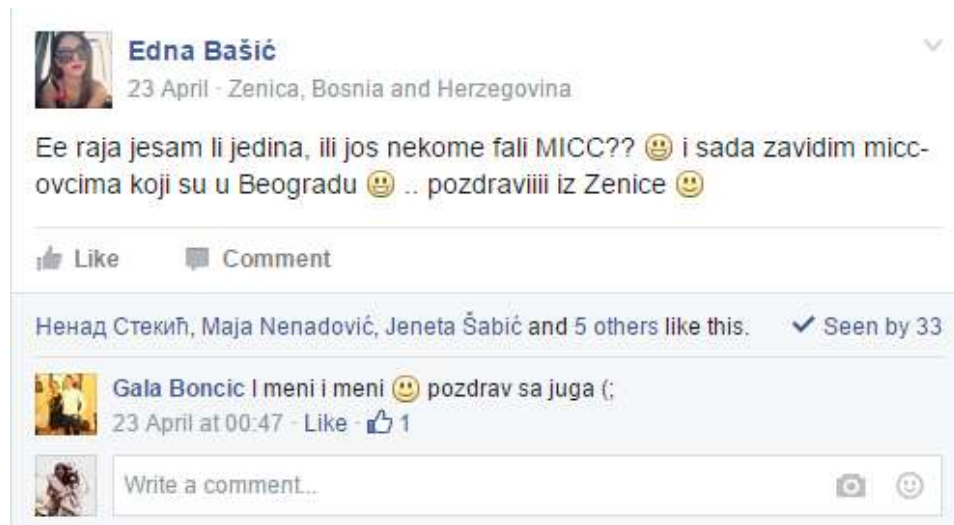 Edna Bašić
23 April · Zenica, Bosnia and Herzegovina
Ee raja jesam li jedina, ili jos nekome fali MICC?? 😃 i sada zavidim micc-
ovcima koji su u Beogradu 😃 .. pozdraviiii iz Zenice 🙂
Like Comment
Ненад Стекић, Maja Nenadović, Jeneta Šabić and 5 others like this. ✓ Seen by 33
Gala Boncic I meni i meni 🙂 pozdrav sa juga (;
23 April at 00:47 · Like · 1
Write a comment...